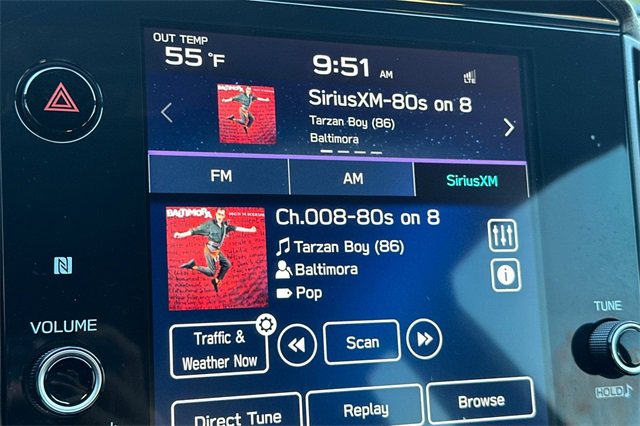 OUT TEMP
55 °F
9:51 AM
LTE
BALTIMORA
SiriusXM-80s on 8
Tarzan Boy (86)
Baltimora
FM
AM
SiriusXM
BALTIMORA
Ch.008-80s on 8
Tarzan Boy (86)
Baltimora
Pop
N
VOLUME
TUNE
Traffic &
Weather Now
Scan
HOLD
Direct Tune
Replay
Browse